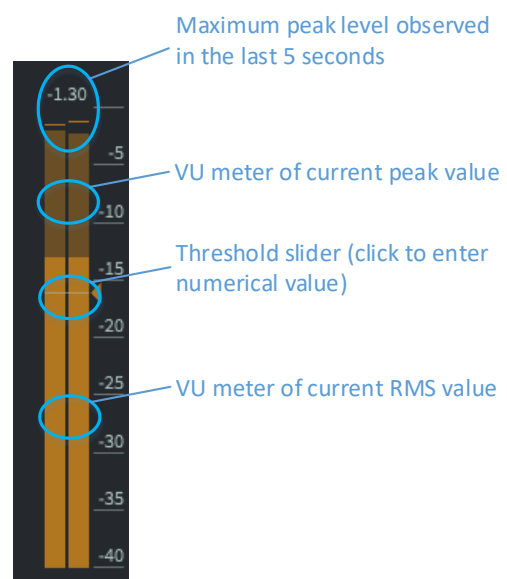 Maximum peak level observed
in the last 5 seconds
-1.30
-5
VU meter of current peak value
-10
Threshold slider (click to enter
numerical value)
-15
-20
-25
VU meter of current RMS value
-30
-35
-40